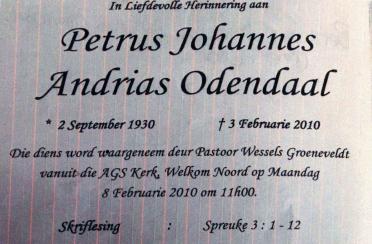 In Liefdevolle Herinnering aan
Petrus Johannes
Andrias Odendaal
* 2 September 1930 † 3 Februarie 2010
Die diens word waargeneem deur Pastoor Wessels Groeneveldt
vanuit die AGS Kerk, Welkom Noord op Maandag
8 Februarie 2010 om 11h00.
Skriflesing : Spreuke 3 : 1 - 12